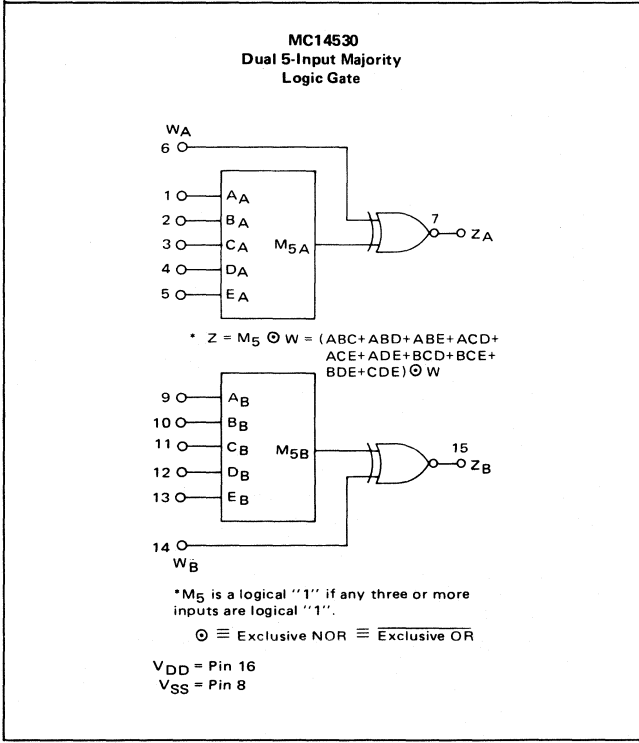 MC14530
Dual 5-Input Majority
Logic Gate
WA
6
1 AA
2 BA
3 CA M5A
4 DA
5 EA
7
ZA
* Z = M5 ⊙ W = (ABC+ABD+ABE+ACD+
ACE+ADE+BCD+BCE+
BDE+CDE) ⊙ W
9 AB
10 BB
11 CB M5B
12 DB
13 EB
15
ZB
14
WB
*M5 is a logical "1" if any three or more
inputs are logical "1".
⊙ ≡ Exclusive NOR ≡ Exclusive OR
VDD = Pin 16
VSS = Pin 8